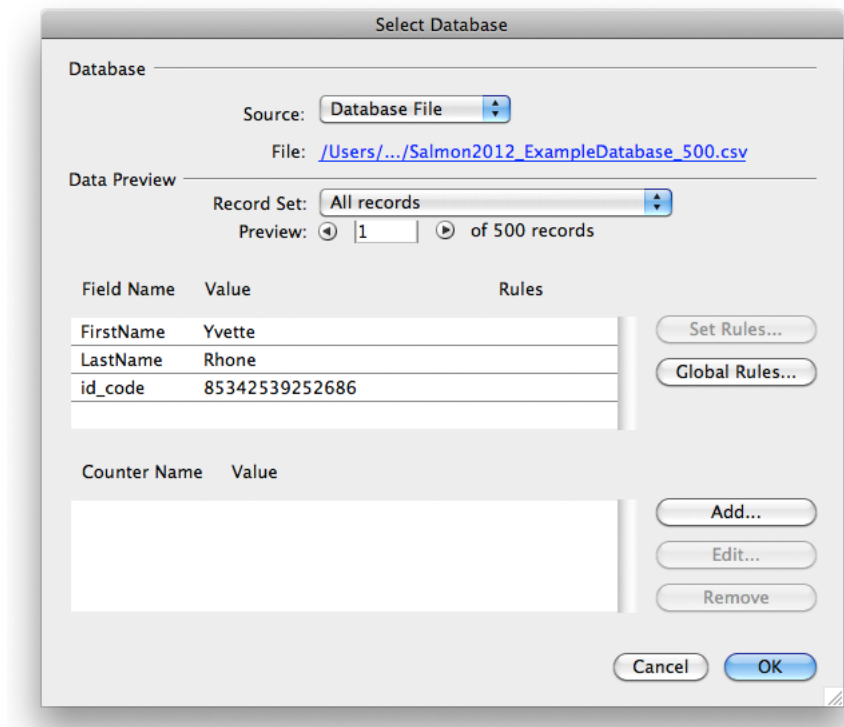 Select Database
Database
Source: Database File
File: /Users/.../Salmon2012_ExampleDatabase_500.csv
Data Preview
Record Set: All records
Preview: 1 of 500 records
Field Name Value Rules
FirstName Yvette
Set Rules...
LastName Rhone
Global Rules...
id_code 85342539252686
Counter Name Value
Add...
Edit...
Remove
Cancel OK